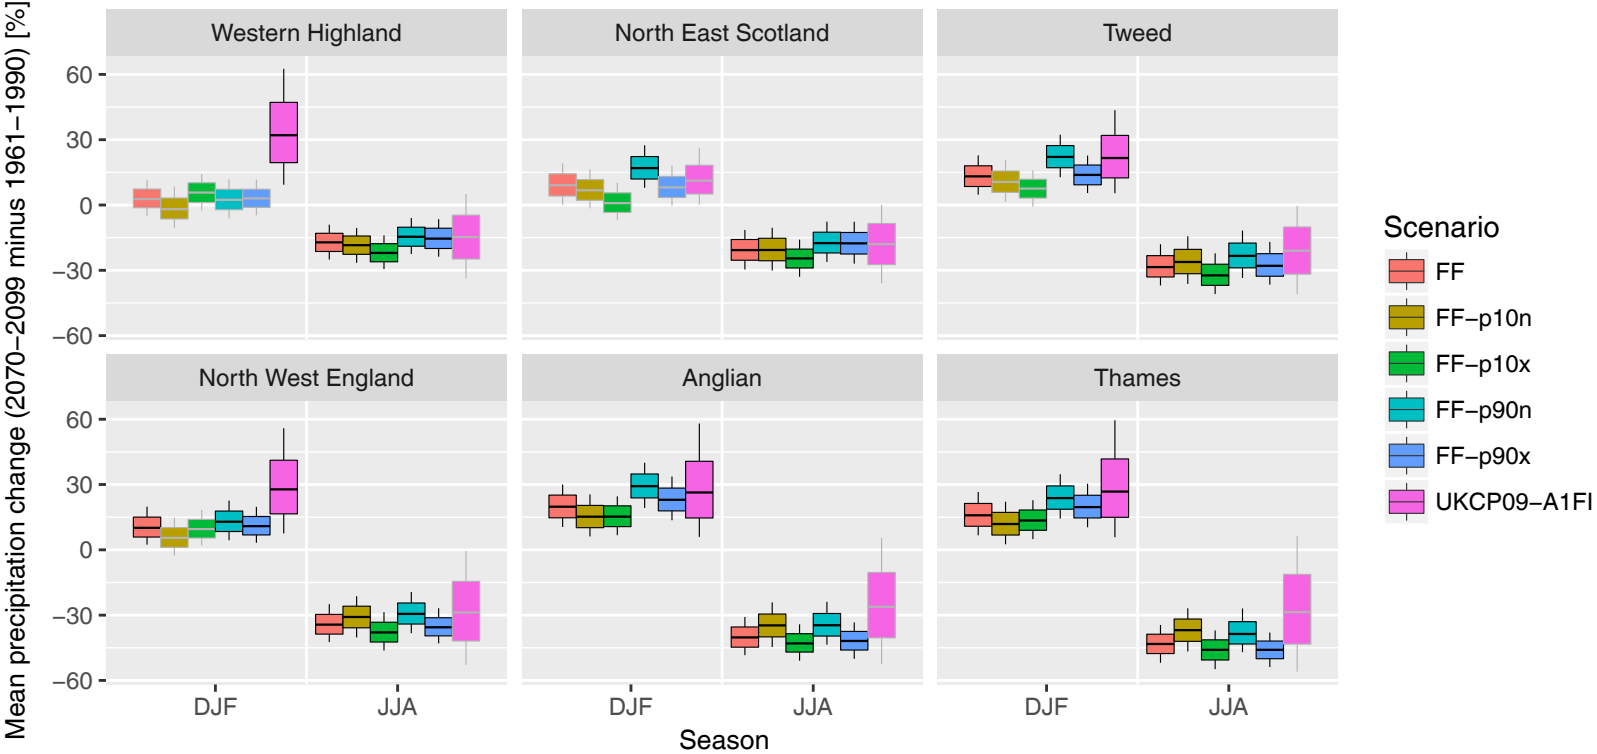 Mean precipitation change (2070−2099 minus 1961−1990) [%]
Western Highland
North East Scotland
Tweed
60
30
0
−30
−60
North West England
Anglian
Thames
60
30
0
−30
−60
DJF
JJA
DJF
JJA
DJF
JJA
Season
Scenario
FF
FF−p10n
FF−p10x
FF−p90n
FF−p90x
UKCP09−A1FI